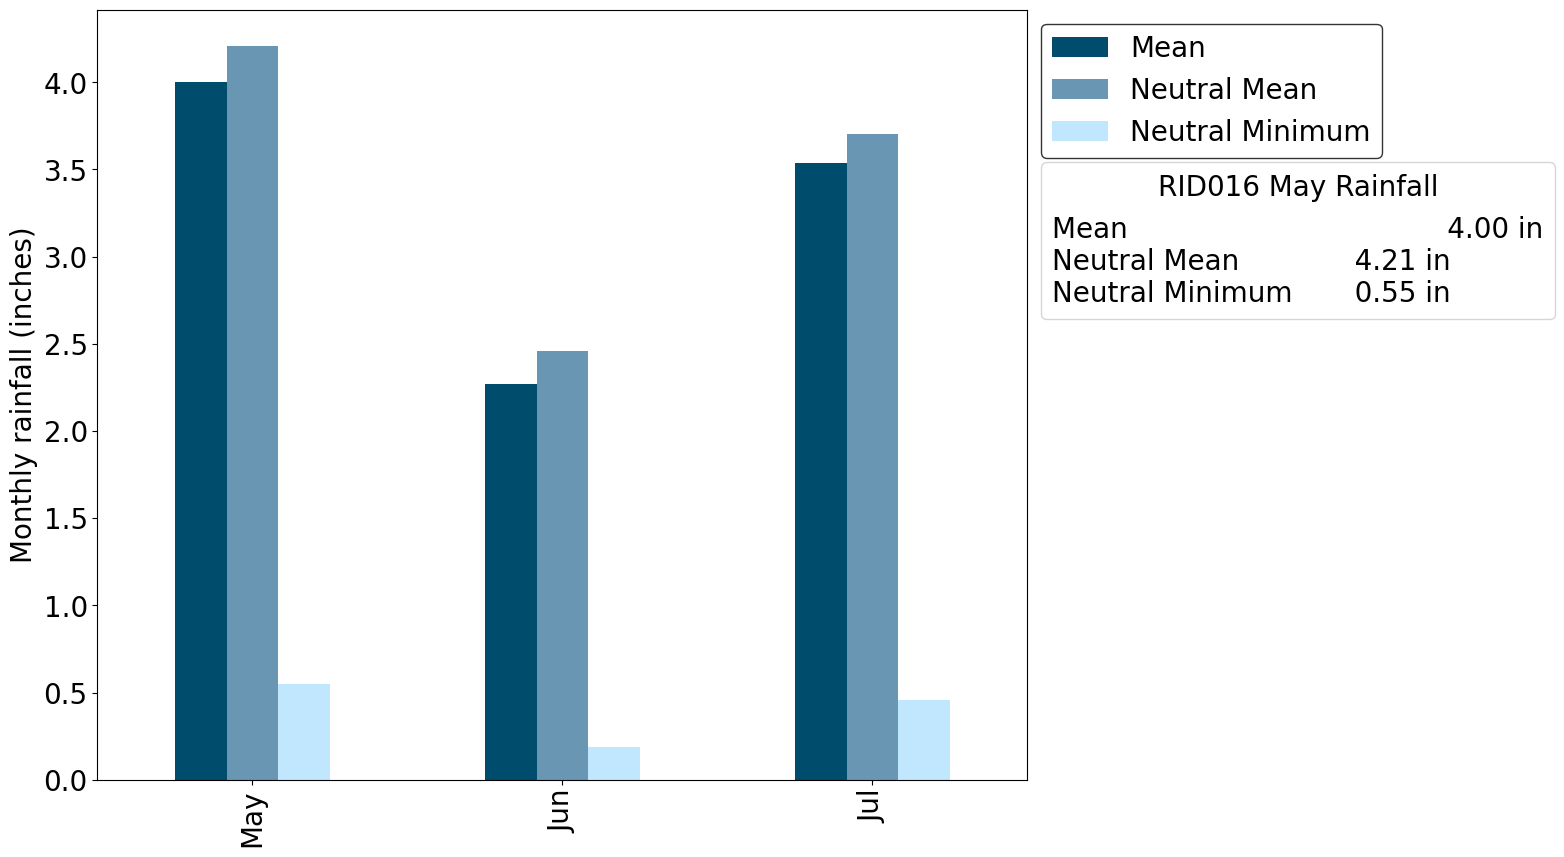 Monthly rainfall (inches)
4.0
3.5
3.0
2.5
2.0
1.5
1.0
0.5
0.0
May
Jun
Jul
Mean
Neutral Mean
Neutral Minimum
RID016 May Rainfall
Mean 4.00 in
Neutral Mean 4.21 in
Neutral Minimum 0.55 in